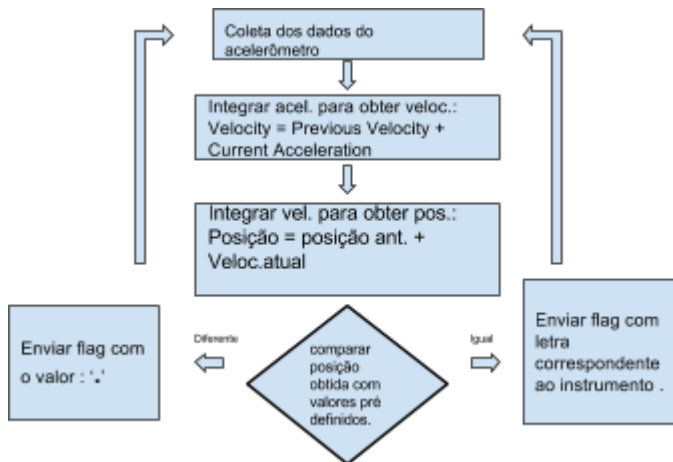 Coleta dos dados do
acelerômetro
Integrar acel. para obter veloc.:
Velocity = Previous Velocity +
Current Acceleration
Integrar vel. para obter pos.:
Posição = posição ant. +
Veloc.atual
Diferente
Igual
Enviar flag com
o valor : ‘.’
comparar
posição
obtida com
valores pré
definidos.
Enviar flag com
letra
correspondente
ao instrumento .